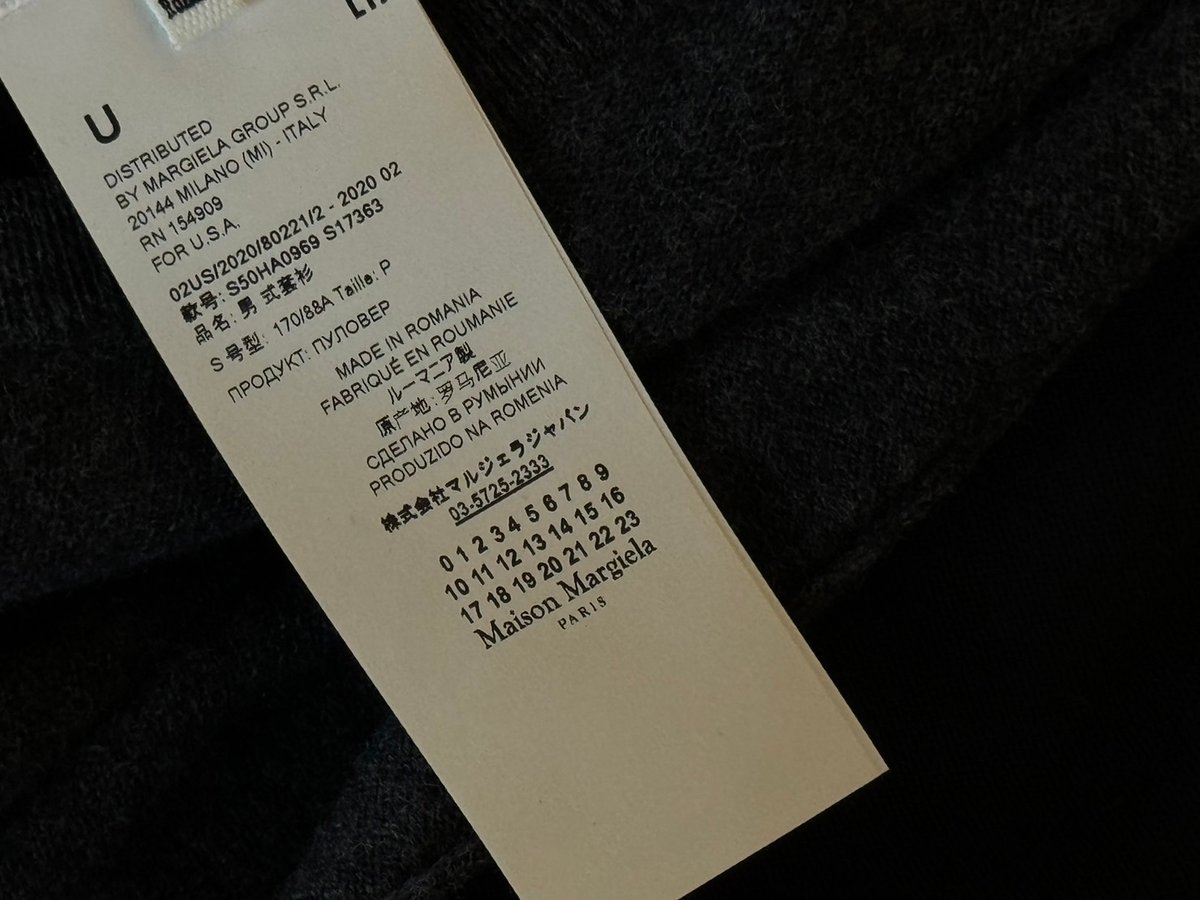 U
DISTRIBUTED
BY MARGIELA GROUP S.R.L.
20144 MILANO (MI) - ITALY
RN 154909
FOR U.S.A.
02US/2020/80221/2 - 2020 02
款号: S50HA0969 S17363
品名: 男 式套衫
S 号型: 170/88A Taille: P
ПРОДУКТ: ПУЛОВЕР
MADE IN ROMANIA
FABRIQUÉ EN ROUMANIE
ルーマニア製
原产地: 罗马尼亚
СДЕЛАНО В РУМЫНИИ
PRODUZIDO NA ROMENIA
株式会社マルジェラジャパン
03-5725-2333
0 1 2 3 4 5 6 7 8 9
10 11 12 13 14 15 16
17 18 19 20 21 22 23
Maison Margiela
PARIS